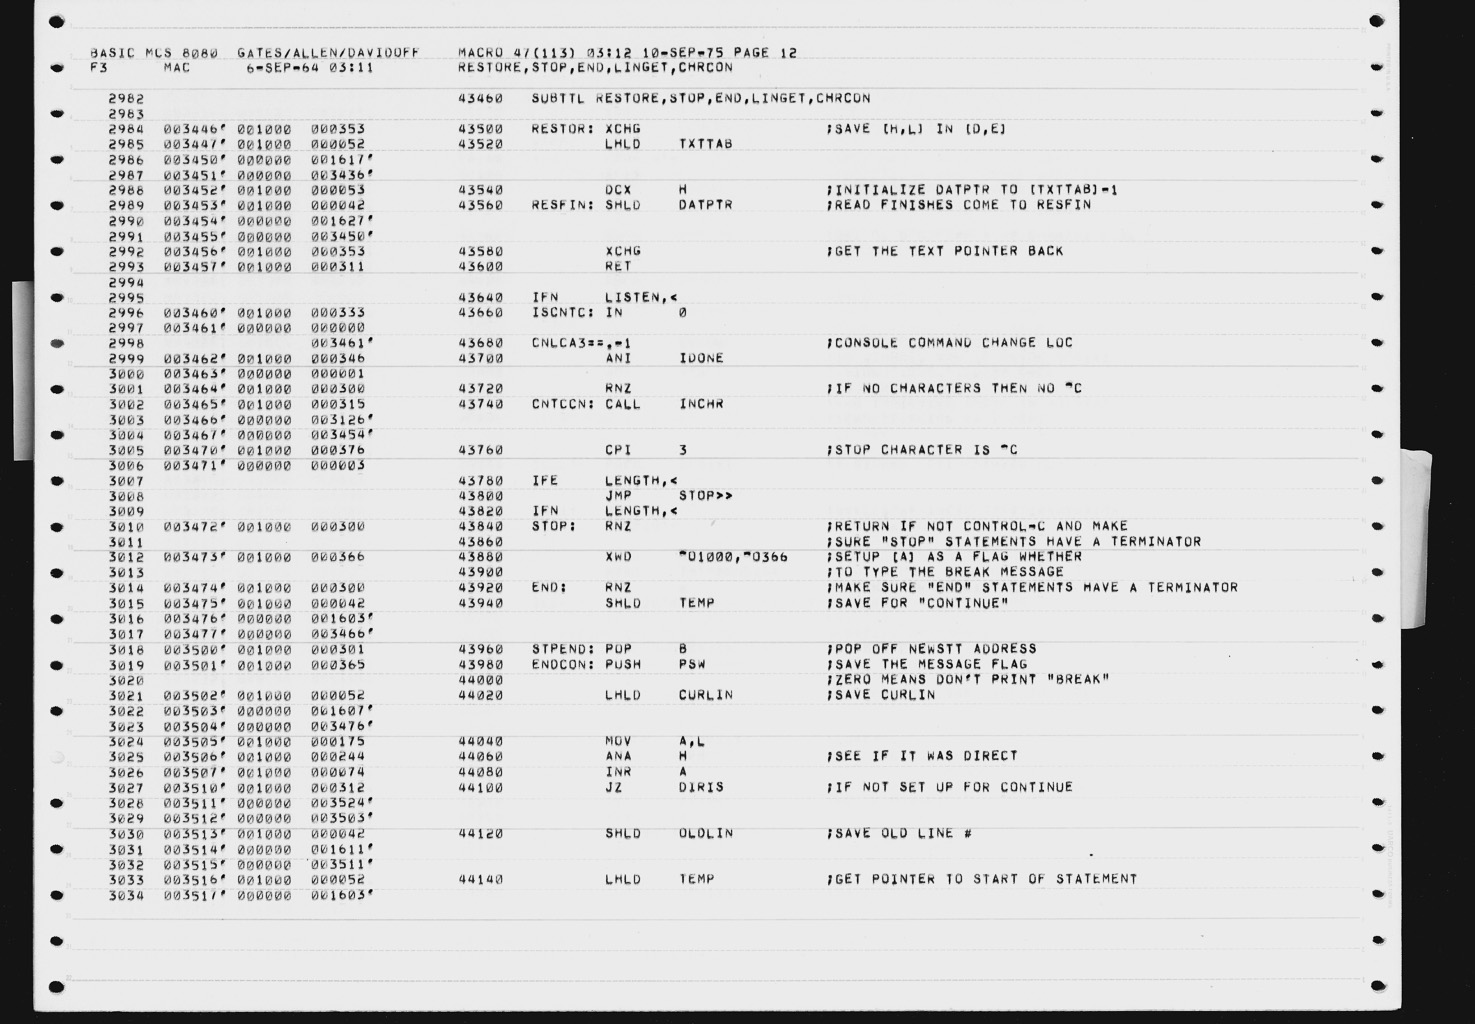 BASIC MCS 8080 GATES/ALLEN/DAVIDOFF MACRO 47(113) 03:12 10-SEP-75 PAGE 12
F3 MAC 6-SEP-64 03:11 RESTORE,STOP,END,LINGET,CHRCON
2982 43460 SUBTTL RESTORE,STOP,END,LINGET,CHRCON
2983
2984 003446' 001000 000353 43500 RESTOR: XCHG ;SAVE [H,L] IN [D,E]
2985 003447' 001000 000052 43520 LHLD TXTTAB
2986 003450' 000000 001617'
2987 003451' 000000 003436'
2988 003452' 001000 000053 43540 DCX H ;INITIALIZE DATPTR TO [TXTTAB]-1
2989 003453' 001000 000042 43560 RESFIN: SHLD DATPTR ;READ FINISHES COME TO RESFIN
2990 003454' 000000 001627'
2991 003455' 000000 003450'
2992 003456' 001000 000353 43580 XCHG ;GET THE TEXT POINTER BACK
2993 003457' 001000 000311 43600 RET
2994
2995 43640 IFN LISTEN,<
2996 003460' 001000 000333 43660 ISCNTC: IN 0
2997 003461' 000000 000000
2998 003461' 43680 CNLCA3==.-1 ;CONSOLE COMMAND CHANGE LOC
2999 003462' 001000 000346 43700 ANI IDONE
3000 003463' 000000 000001
3001 003464' 001000 000300 43720 RNZ ;IF NO CHARACTERS THEN NO ^C
3002 003465' 001000 000315 43740 CNTCCN: CALL INCHR
3003 003466' 000000 003126'
3004 003467' 000000 003454'
3005 003470' 001000 000376 43760 CPI 3 ;STOP CHARACTER IS ^C
3006 003471' 000000 000003
3007 43780 IFE LENGTH,<
3008 43800 JMP STOP>>
3009 43820 IFN LENGTH,<
3010 003472' 001000 000300 43840 STOP: RNZ ;RETURN IF NOT CONTROL-C AND MAKE
3011 43860 ;SURE "STOP" STATEMENTS HAVE A TERMINATOR
3012 003473' 001000 000366 43880 XWD ^O1000,^O366 ;SETUP [A] AS A FLAG WHETHER
3013 43900 ;TO TYPE THE BREAK MESSAGE
3014 003474' 001000 000300 43920 END: RNZ ;MAKE SURE "END" STATEMENTS HAVE A TERMINATOR
3015 003475' 001000 000042 43940 SHLD TEMP ;SAVE FOR "CONTINUE"
3016 003476' 000000 001603'
3017 003477' 000000 003466'
3018 003500' 001000 000301 43960 STPEND: POP B ;POP OFF NEWSTT ADDRESS
3019 003501' 001000 000365 43980 ENDCON: PUSH PSW ;SAVE THE MESSAGE FLAG
3020 44000 ;ZERO MEANS DON'T PRINT "BREAK"
3021 003502' 001000 000052 44020 LHLD CURLIN ;SAVE CURLIN
3022 003503' 000000 001607'
3023 003504' 000000 003476'
3024 003505' 001000 000175 44040 MOV A,L
3025 003506' 001000 000244 44060 ANA H ;SEE IF IT WAS DIRECT
3026 003507' 001000 000074 44080 INR A
3027 003510' 001000 000312 44100 JZ DIRIS ;IF NOT SET UP FOR CONTINUE
3028 003511' 000000 003524'
3029 003512' 000000 003503'
3030 003513' 001000 000042 44120 SHLD OLDLIN ;SAVE OLD LINE #
3031 003514' 000000 001611'
3032 003515' 000000 003511'
3033 003516' 001000 000052 44140 LHLD TEMP ;GET POINTER TO START OF STATEMENT
3034 003517' 000000 001603'